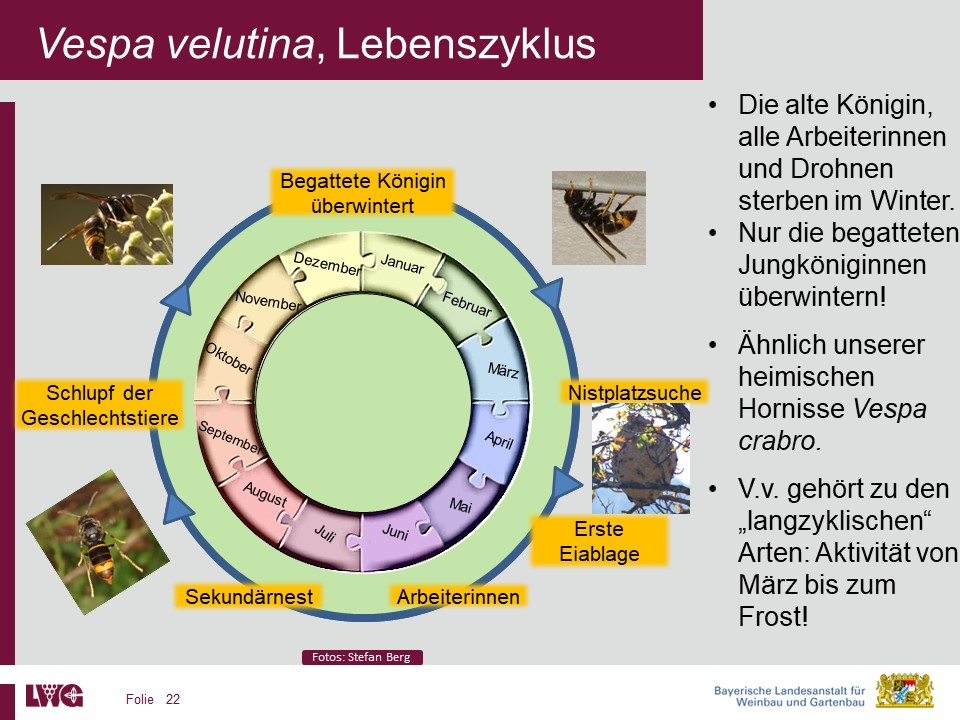 Vespa velutina, Lebenszyklus
Begattete Königin
überwintert
Januar
Februar
März
April
Mai
Juni
Juli
August
September
Oktober
November
Dezember
Nistplatzsuche
Erste
Eiablage
Arbeiterinnen
Sekundärnest
Schlupf der
Geschlechtstiere
• Die alte Königin,
alle Arbeiterinnen
und Drohnen
sterben im Winter.
• Nur die begatteten
Jungköniginnen
überwintern!
• Ähnlich unserer
heimischen
Hornisse Vespa
crabro.
• V.v. gehört zu den
„langzyklischen“
Arten: Aktivität von
März bis zum
Frost!
Fotos: Stefan Berg
LWG
Folie 22
Bayerische Landesanstalt für
Weinbau und Gartenbau